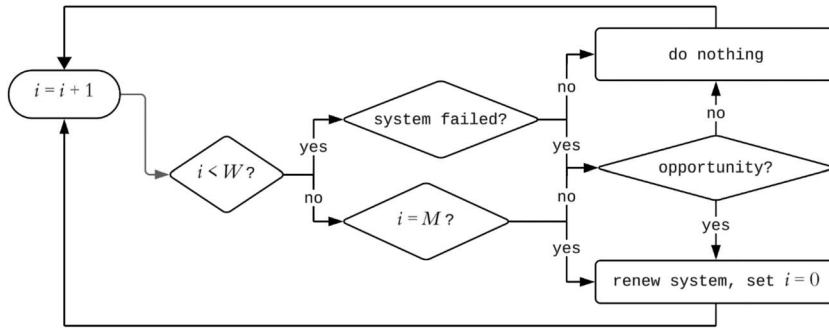 do nothing
i = i + 1
no
system failed?
no
yes
yes
i < W?
opportunity?
no
no
i = M?
yes
yes
renew system, set i = 0